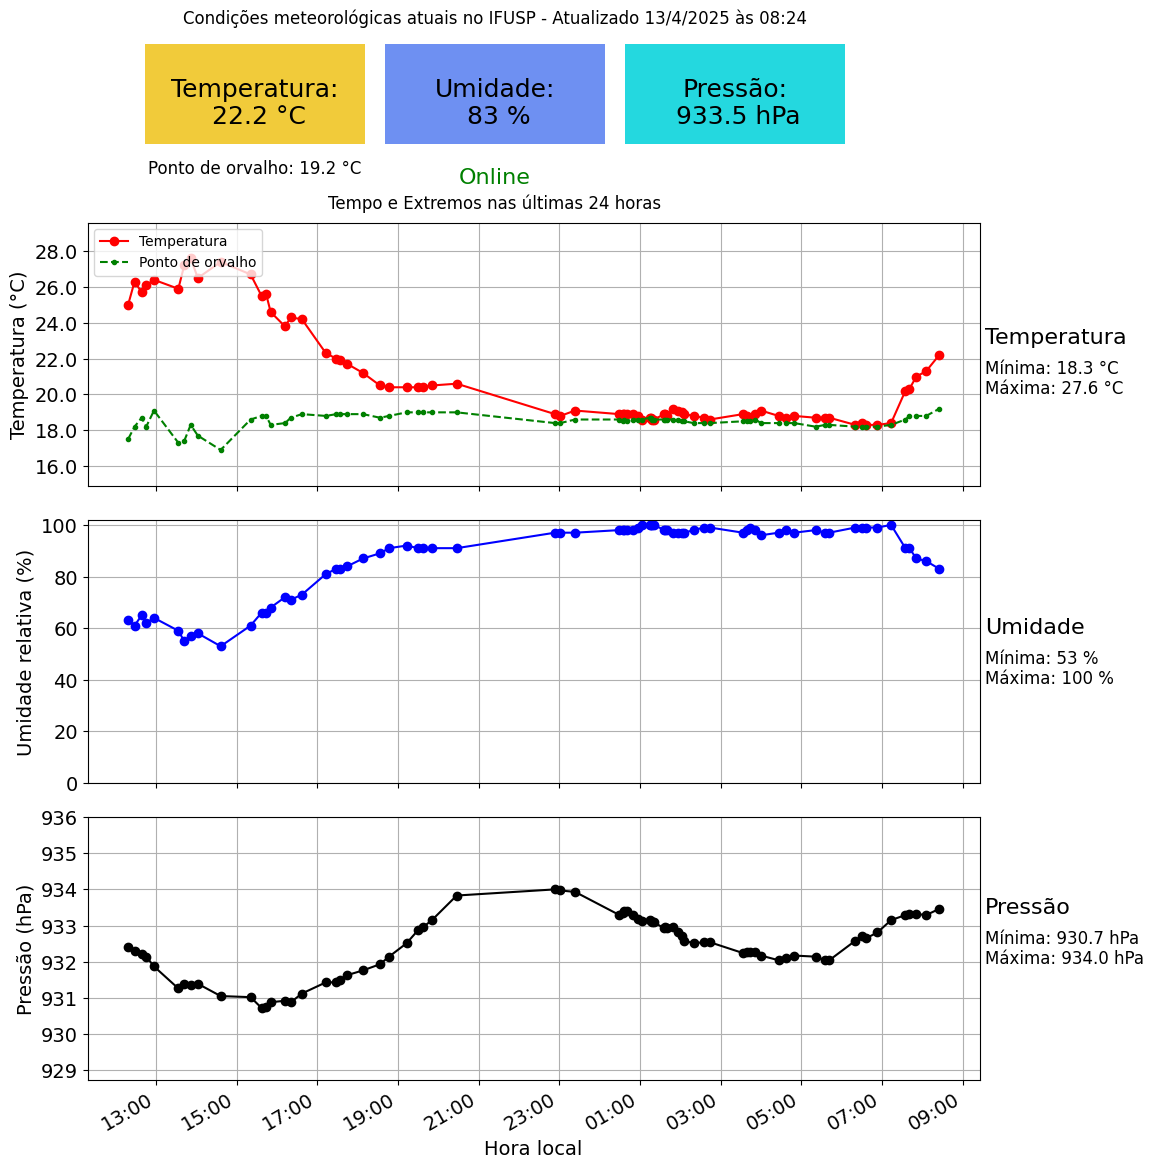 Condições meteorológicas atuais no IFUSP - Atualizado 13/4/2025 às 08:24
Temperatura:
22.2 °C
Umidade:
83 %
Pressão:
933.5 hPa
Ponto de orvalho: 19.2 °C
Online
Tempo e Extremos nas últimas 24 horas
Temperatura
Ponto de orvalho
Temperatura (°C)
28.0
26.0
24.0
22.0
20.0
18.0
16.0
Temperatura
Mínima: 18.3 °C
Máxima: 27.6 °C
Umidade relativa (%)
100
80
60
40
20
0
Umidade
Mínima: 53 %
Máxima: 100 %
Pressão (hPa)
936
935
934
933
932
931
930
929
Pressão
Mínima: 930.7 hPa
Máxima: 934.0 hPa
13:00
15:00
17:00
19:00
21:00
23:00
01:00
03:00
05:00
07:00
09:00
Hora local